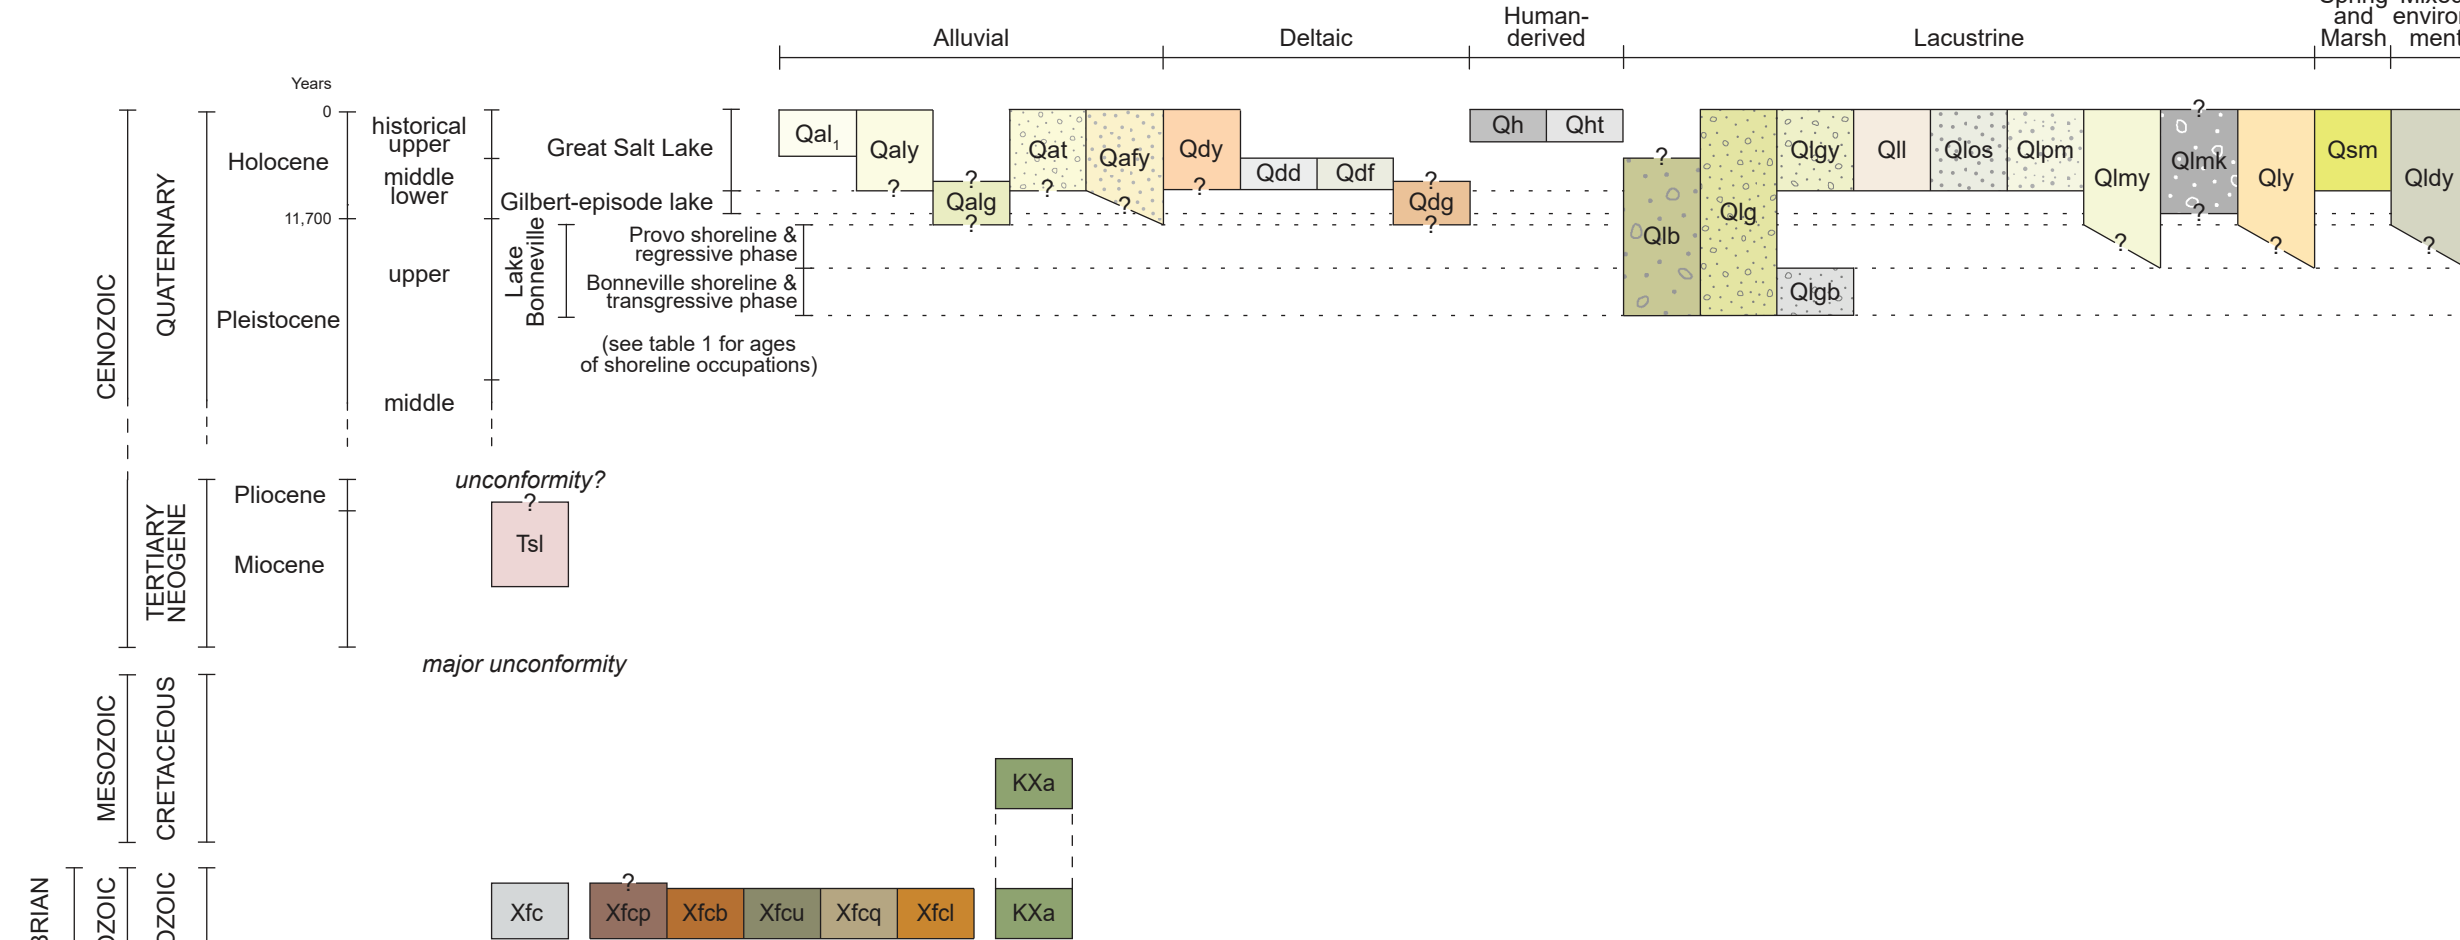 Human-
derived
Alluvial
Deltaic
Lacustrine
and
Marsh
Years
0
11,700
CENOZOIC
QUATERNARY
Holocene
Pleistocene
historical
upper
middle
lower
upper
middle
Great Salt Lake
Gilbert-episode lake
Lake
Bonneville
Provo shoreline &
regressive phase
Bonneville shoreline &
transgressive phase
(see table 1 for ages
of shoreline occupations)
Qal1
Qaly
?
?
Qalg
?
Qat
?
Qafy
?
Qdy
?
Qdd
Qdf
?
Qdg
?
Qh
Qht
?
Qlb
Qlg
Qlgy
Qlgb
Qll
Qlos
Qlpm
Qlmy
?
?
Qlmk
?
Qly
?
Qsm
Qldy
?
unconformity?
TERTIARY
NEOGENE
Pliocene
Miocene
?
Tsl
major unconformity
MESOZOIC
CRETACEOUS
KXa
Xfc
?
Xfcp
Xfcb
Xfcu
Xfcq
Xfcl
KXa